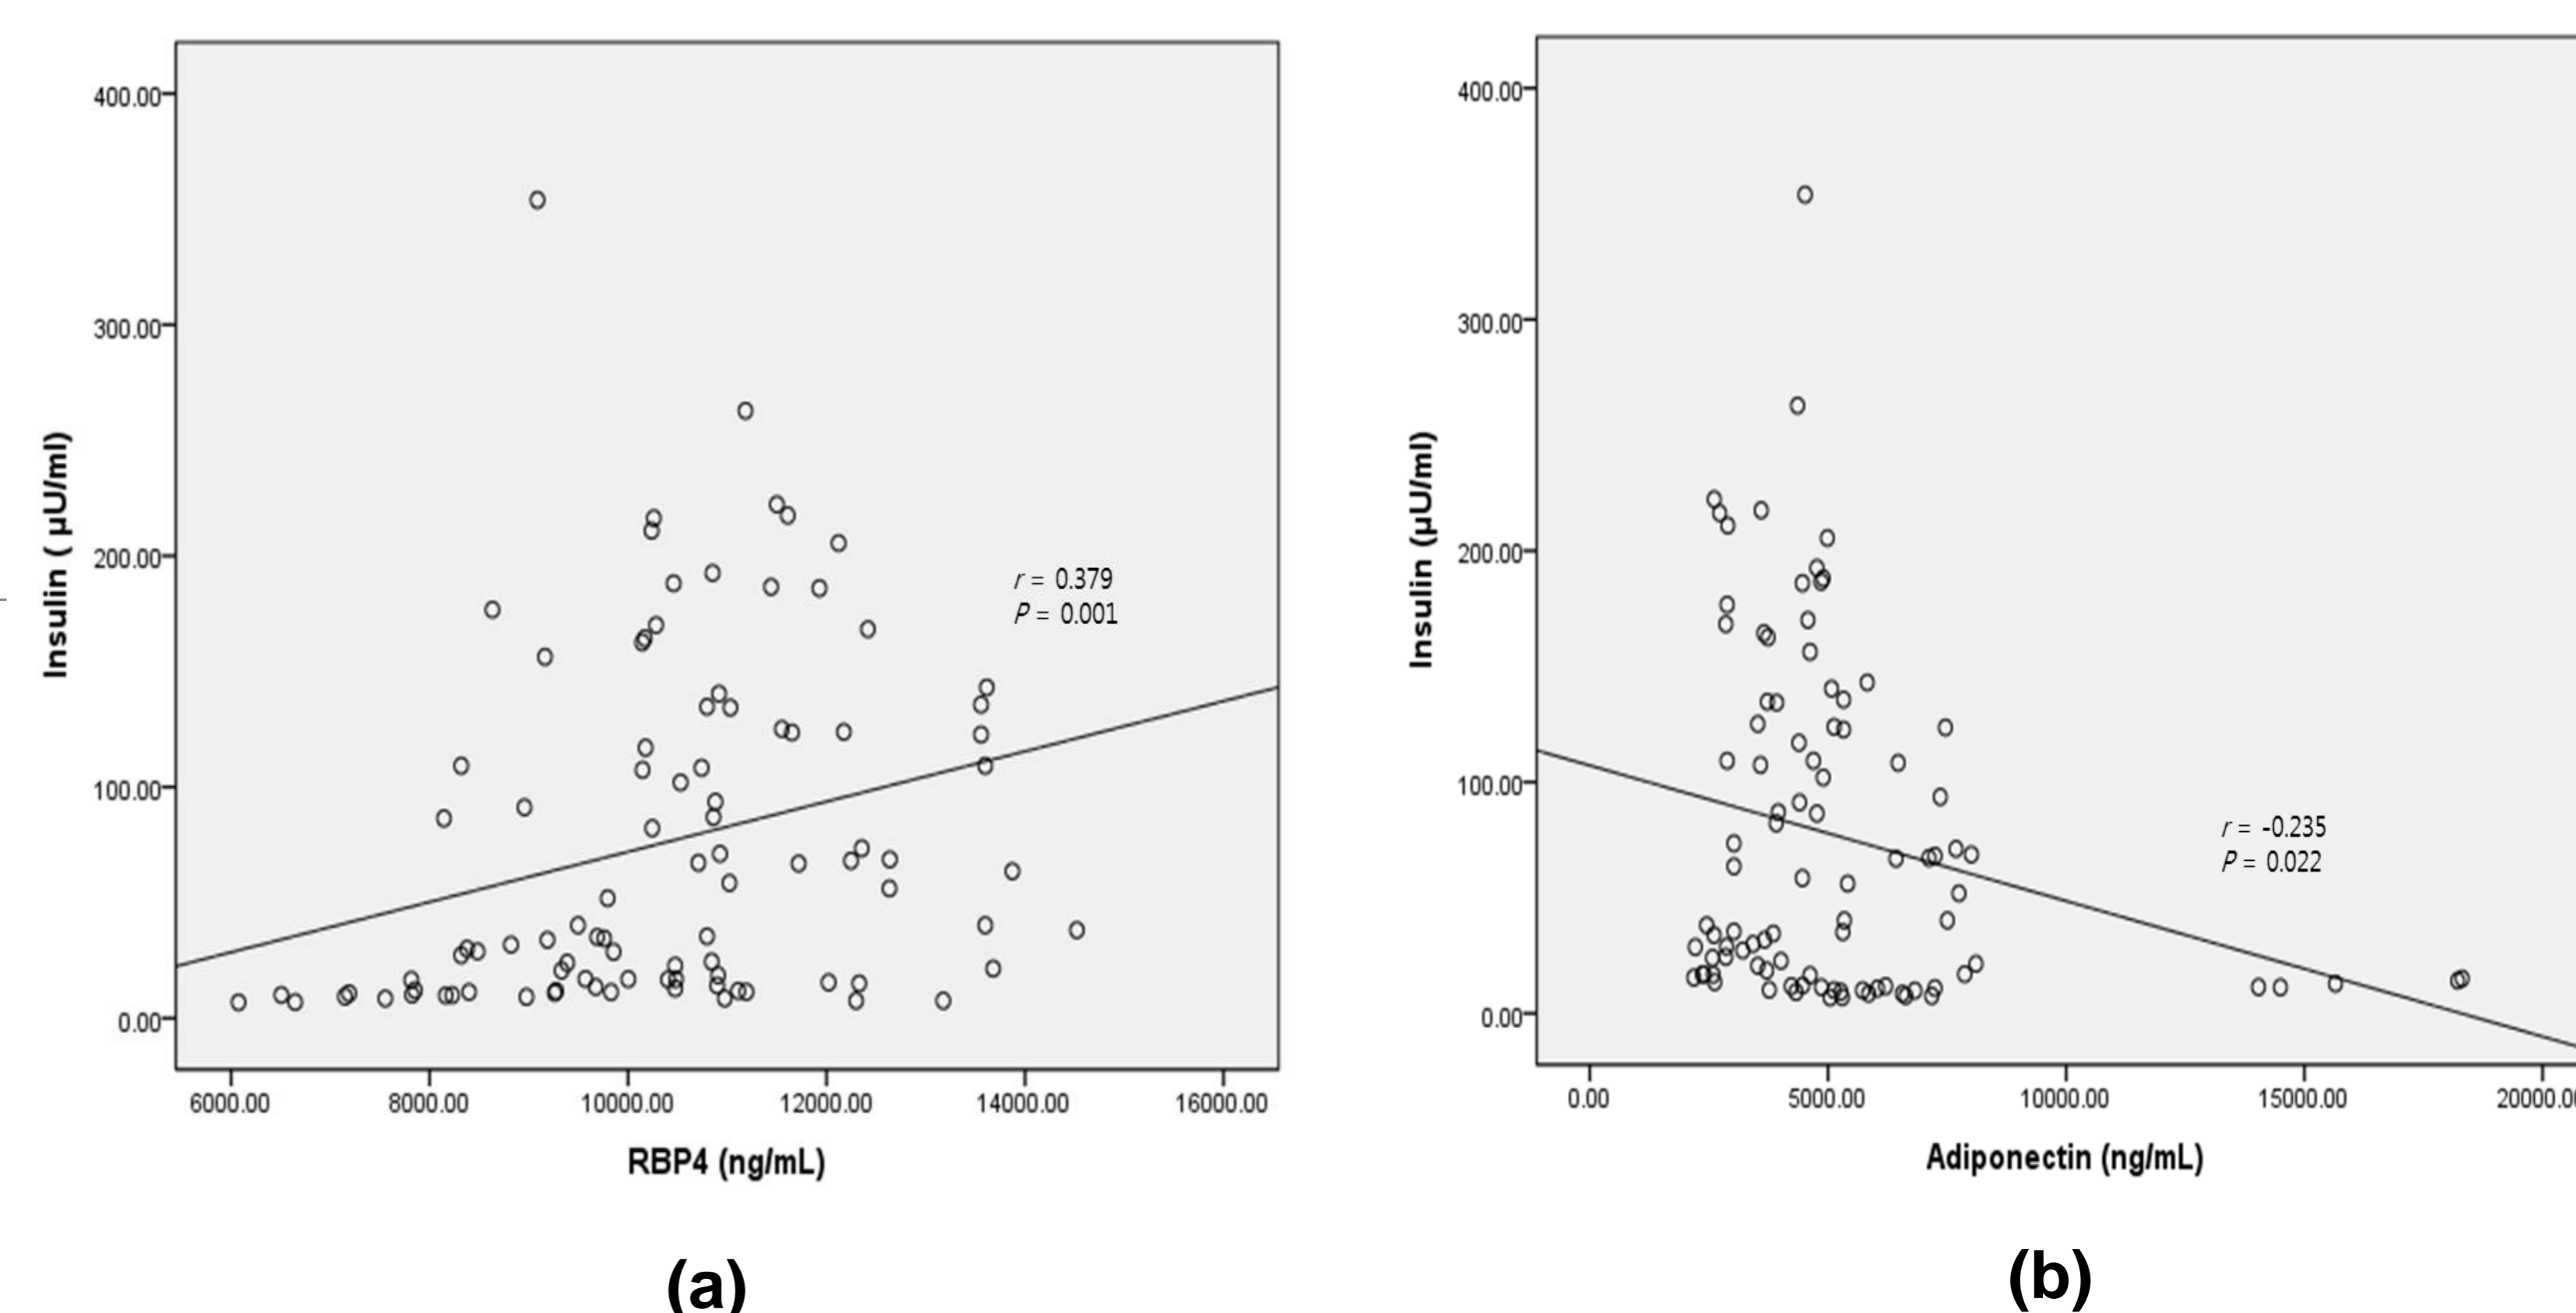 400.00
300.00
200.00
100.00
0.00
Insulin ( µU/ml)
r = 0.379
P = 0.001
6000.00 8000.00 10000.00 12000.00 14000.00 16000.00
RBP4 (ng/mL)
(a)
400.00
300.00
200.00
100.00
0.00
Insulin (µU/ml)
r = -0.235
P = 0.022
0.00 5000.00 10000.00 15000.00 20000.00
Adiponectin (ng/mL)
(b)